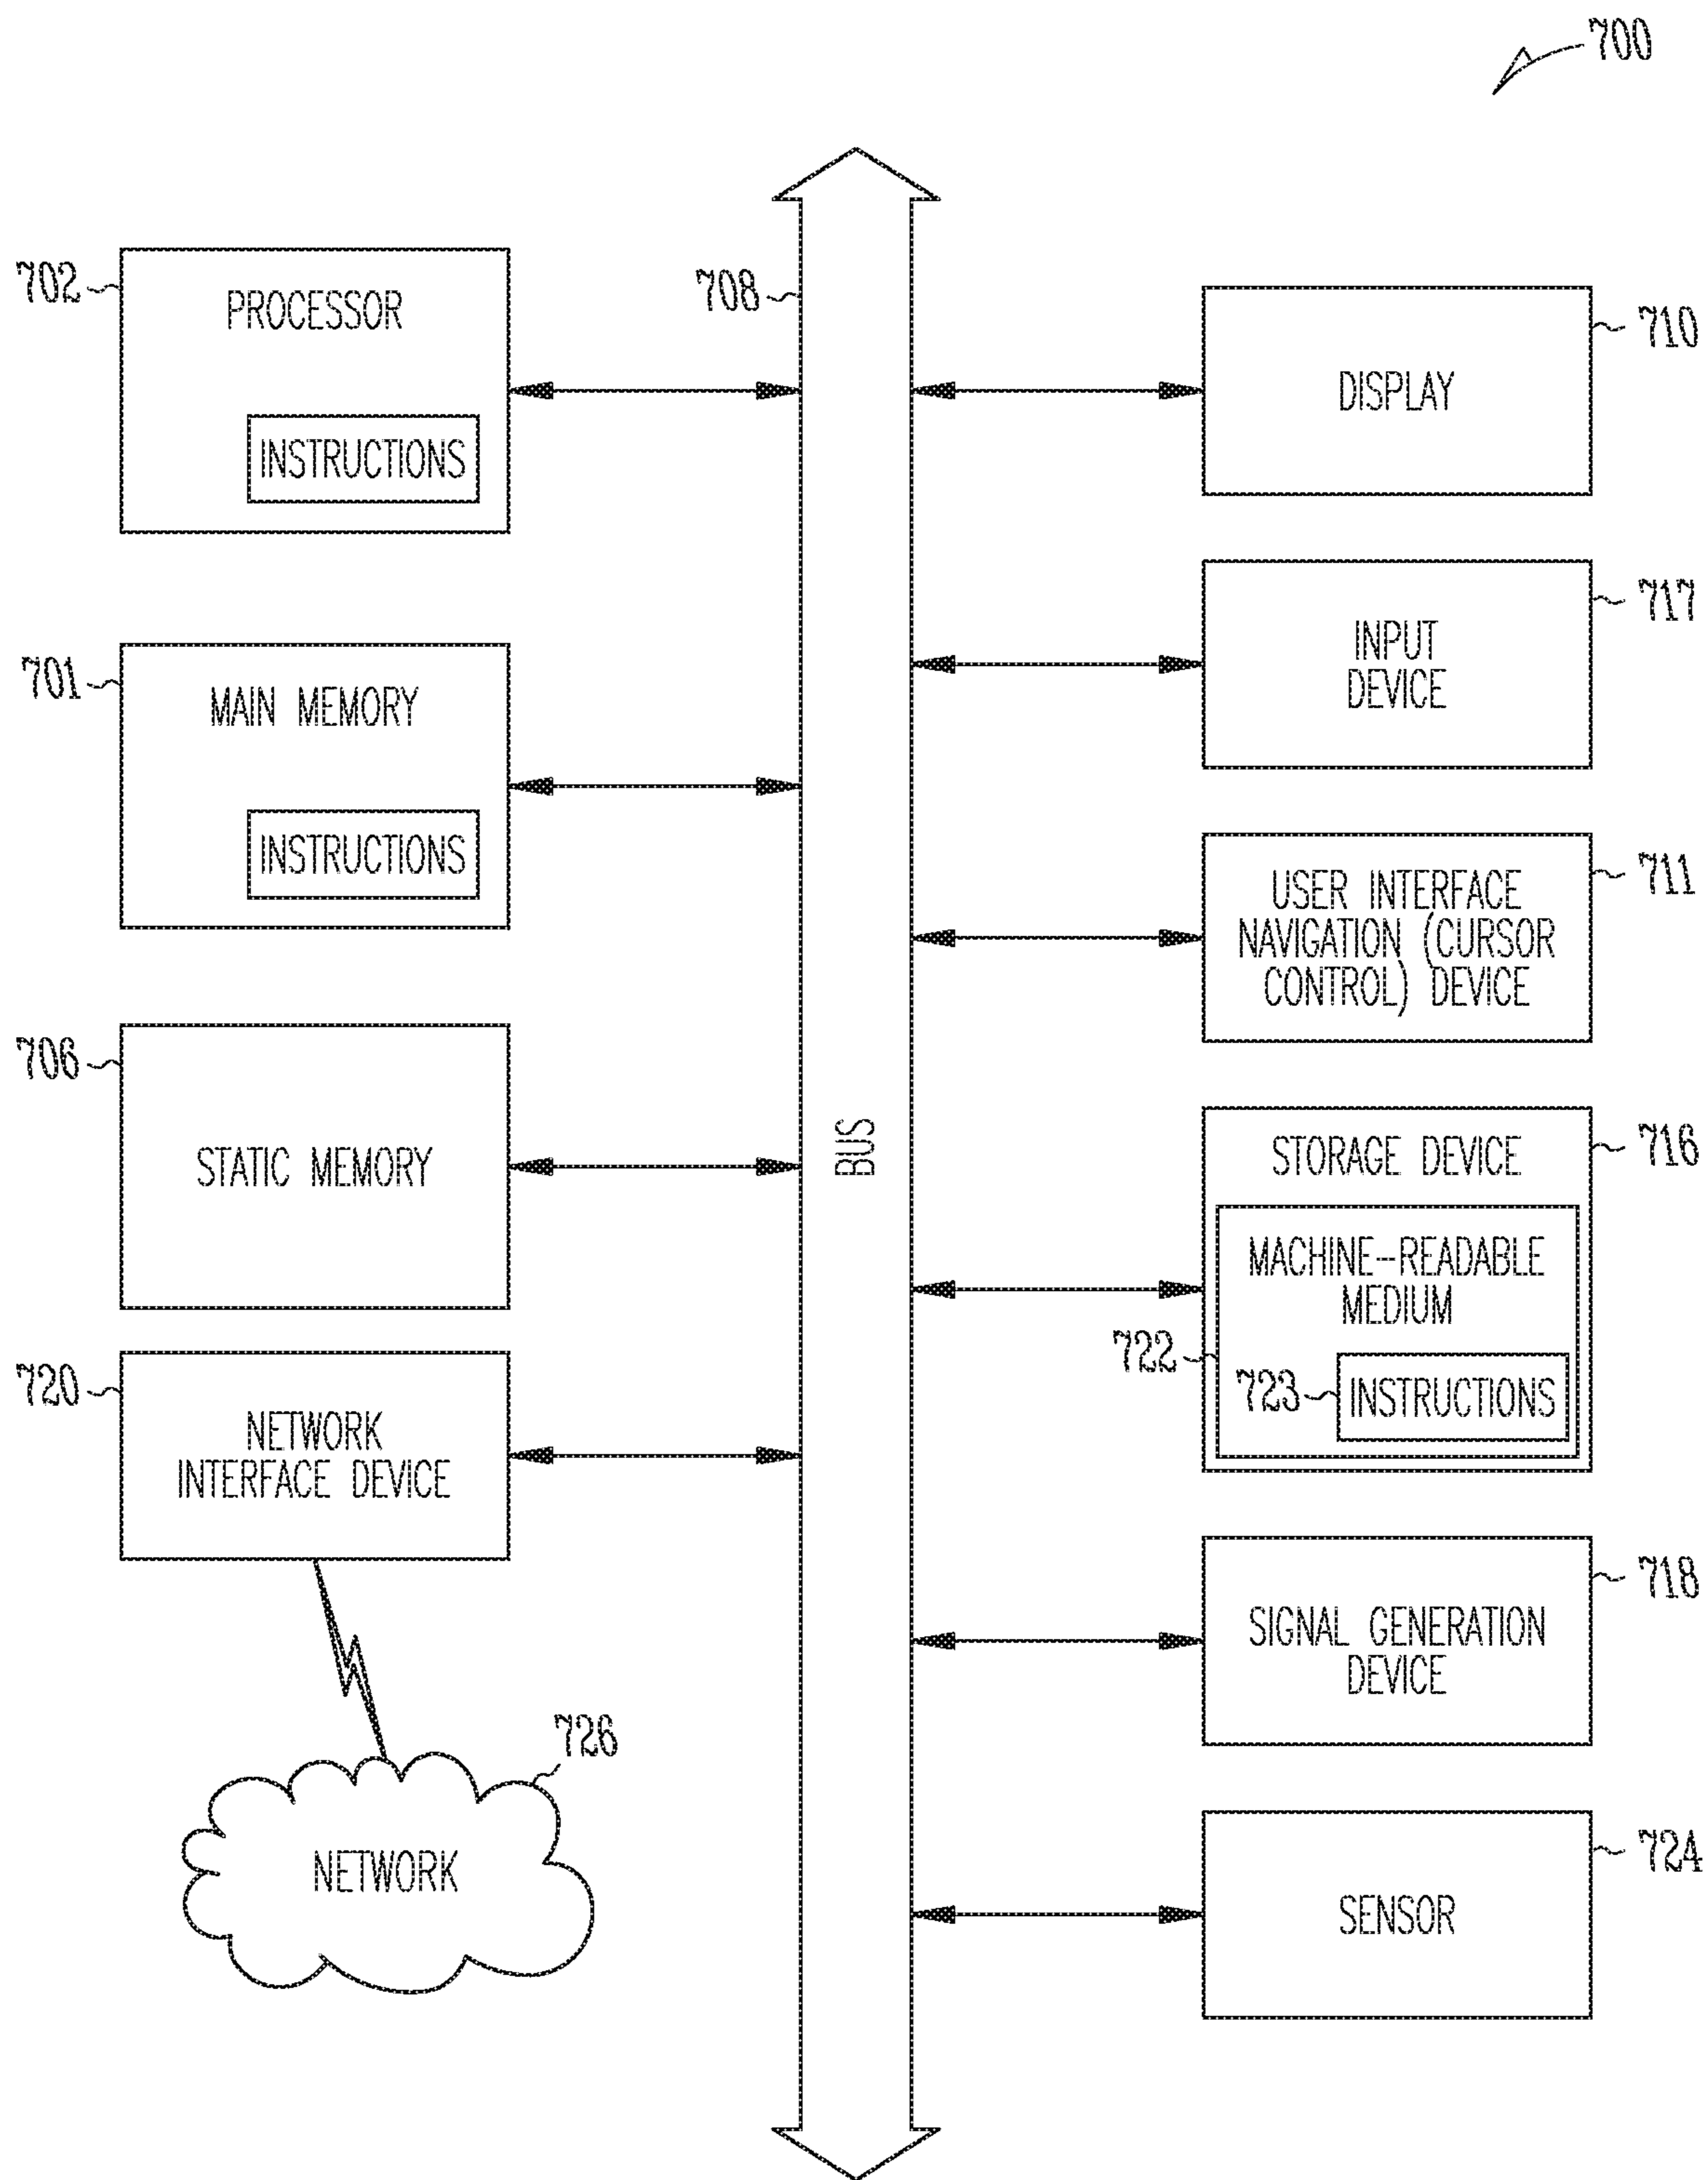 700
702
PROCESSOR
INSTRUCTIONS
701
MAIN MEMORY
INSTRUCTIONS
706
STATIC MEMORY
720
NETWORK
INTERFACE DEVICE
726
NETWORK
708
BUS
710
DISPLAY
717
INPUT
DEVICE
711
USER INTERFACE
NAVIGATION (CURSOR
CONTROL) DEVICE
716
STORAGE DEVICE
MACHINE-READABLE
MEDIUM
722
723
INSTRUCTIONS
718
SIGNAL GENERATION
DEVICE
724
SENSOR